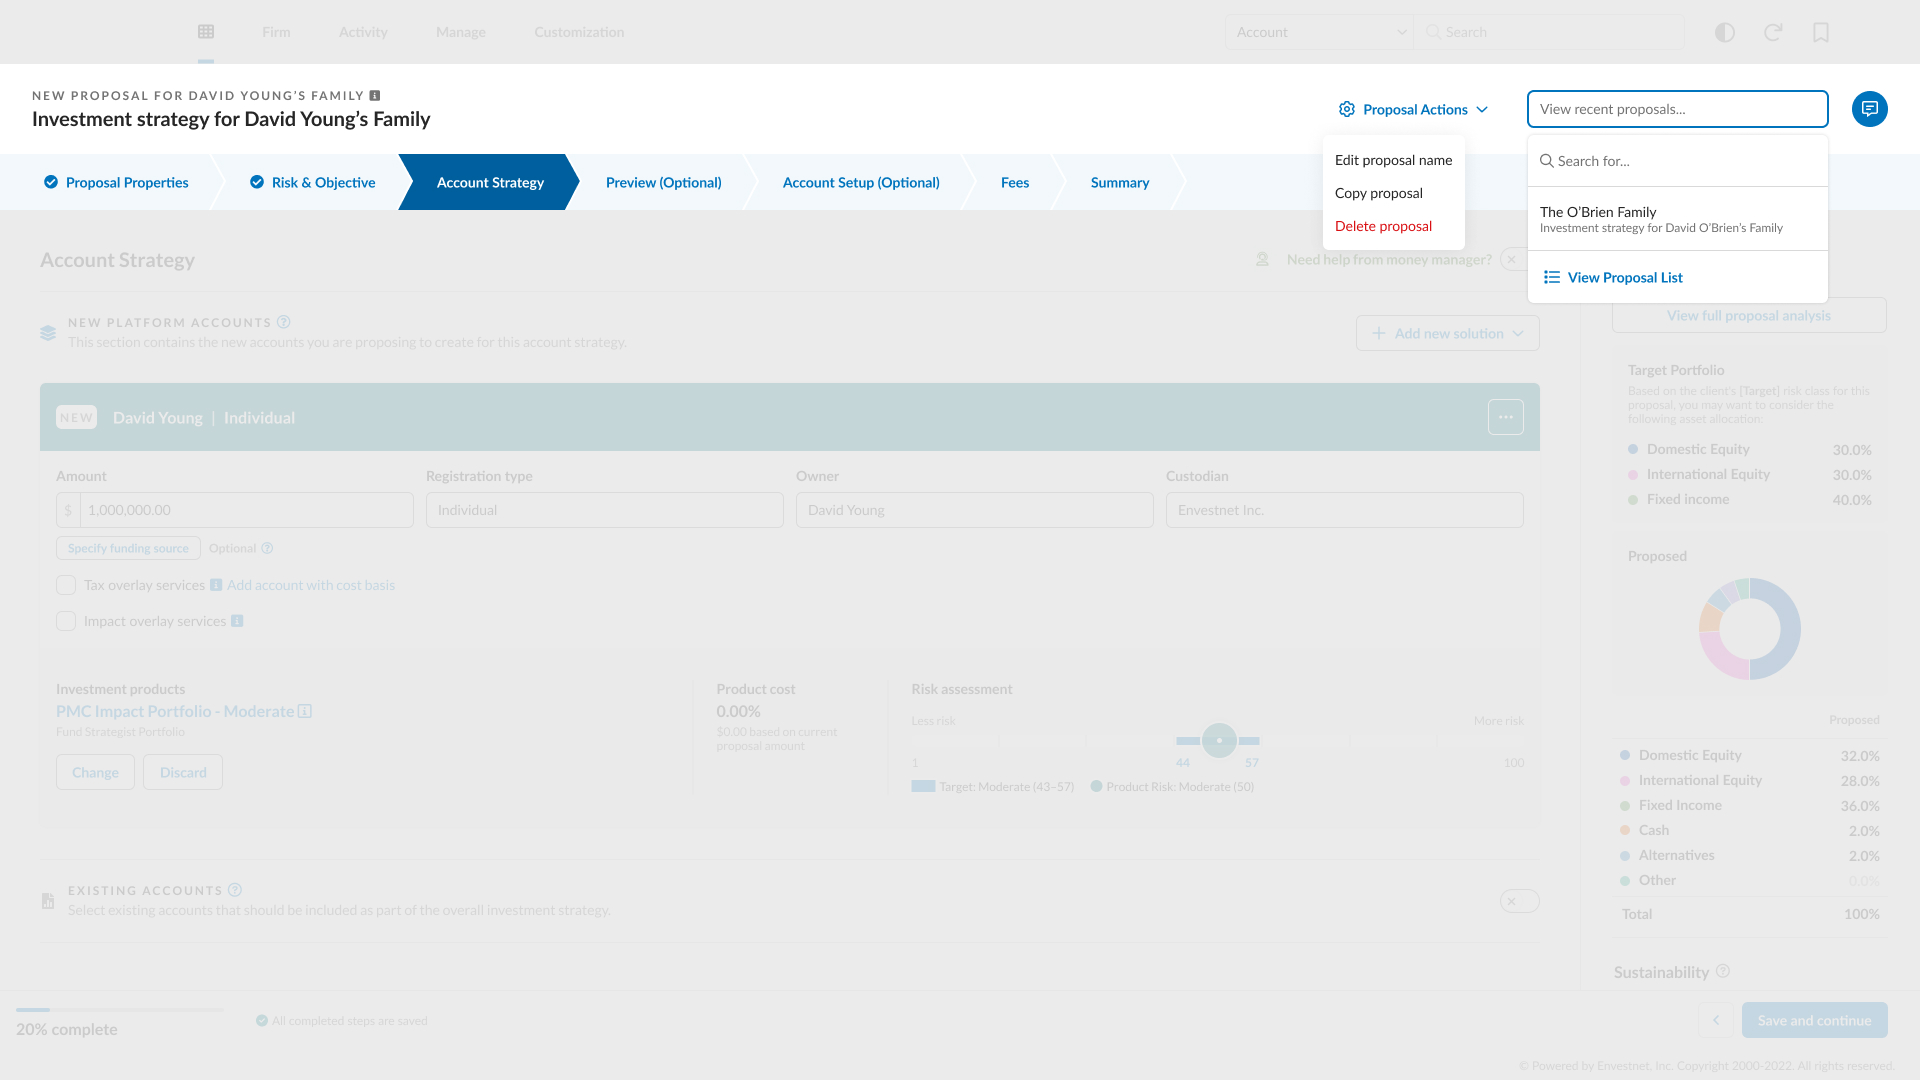 Firm
Activity
Manage
Customization
Account
Search
NEW PROPOSAL FOR DAVID YOUNG’S FAMILY
Investment strategy for David Young’s Family
Proposal Actions
View recent proposals...
Edit proposal name
Copy proposal
Delete proposal
Search for...
The O’Brien Family
Investment strategy for David O’Brien’s Family
View Proposal List
Proposal Properties
Risk & Objective
Account Strategy
Preview (Optional)
Account Setup (Optional)
Fees
Summary
Account Strategy
Need help from money manager?
NEW PLATFORM ACCOUNTS
This section contains the new accounts you are proposing to create for this account strategy.
Add new solution
NEW
David Young | Individual
Amount
Registration type
Owner
Custodian
$ 1,000,000.00
Individual
David Young
Envestnet Inc.
Specify funding source
Optional
Tax overlay services
Add account with cost basis
Impact overlay services
Investment products
PMC Impact Portfolio - Moderate
Fund Strategist Portfolio
Change
Discard
Product cost
0.00%
$0.00 based on current
proposal amount
Risk assessment
Less risk
More risk
1
44
57
100
Target: Moderate (43–57)
Product Risk: Moderate (50)
EXISTING ACCOUNTS
Select existing accounts that should be included as part of the overall investment strategy.
View full proposal analysis
Target Portfolio
Based on the client's [Target] risk class for this
proposal, you may want to consider the
following asset allocation:
Domestic Equity 30.0%
International Equity 30.0%
Fixed income 40.0%
Proposed
Proposed
Domestic Equity 32.0%
International Equity 28.0%
Fixed Income 36.0%
Cash 2.0%
Alternatives 2.0%
Other 0.0%
Total 100%
Sustainability
20% complete
All completed steps are saved
Save and continue
© Powered by Envestnet, Inc. Copyright 2000-2022. All rights reserved.